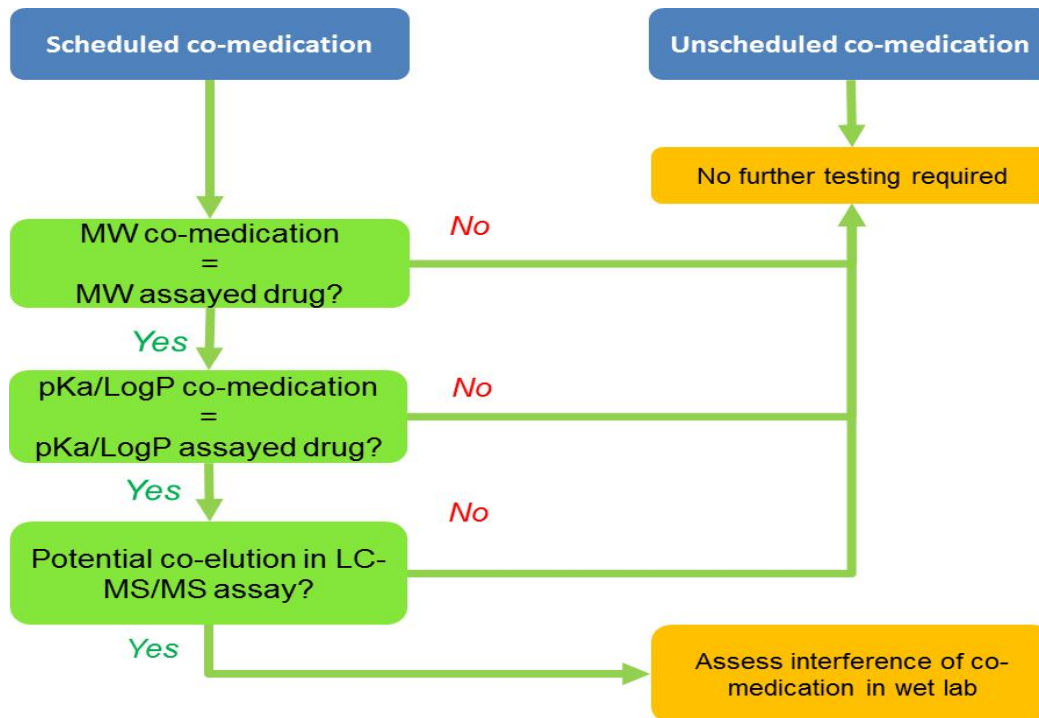 Scheduled co-medication
Unscheduled co-medication
No further testing required
MW co-medication
=
MW assayed drug?
No
Yes
pKa/LogP co-medication
=
pKa/LogP assayed drug?
No
Yes
Potential co-elution in LC-
MS/MS assay?
No
Yes
Assess interference of co-
medication in wet lab